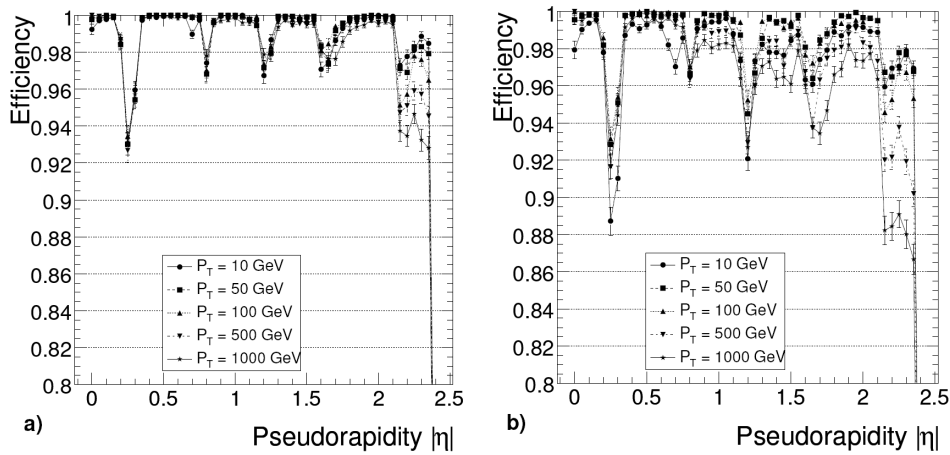 Efficiency
1
0.98
0.96
0.94
0.92
0.9
0.88
0.86
0.84
0.82
0.8
P_T = 10 GeV
P_T = 50 GeV
P_T = 100 GeV
P_T = 500 GeV
P_T = 1000 GeV
0 0.5 1 1.5 2 2.5
a) Pseudorapidity |η|
Efficiency
1
0.98
0.96
0.94
0.92
0.9
0.88
0.86
0.84
0.82
0.8
P_T = 10 GeV
P_T = 50 GeV
P_T = 100 GeV
P_T = 500 GeV
P_T = 1000 GeV
0 0.5 1 1.5 2 2.5
b) Pseudorapidity |η|